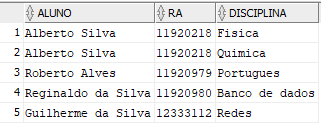 ALUNO RA DISCIPLINA
1 Alberto Silva 11920218 Fisica
2 Alberto Silva 11920218 Quimica
3 Roberto Alves 11920979 Portugues
4 Reginaldo da Silva 11920980 Banco de dados
5 Guilherme da Silva 12333112 Redes